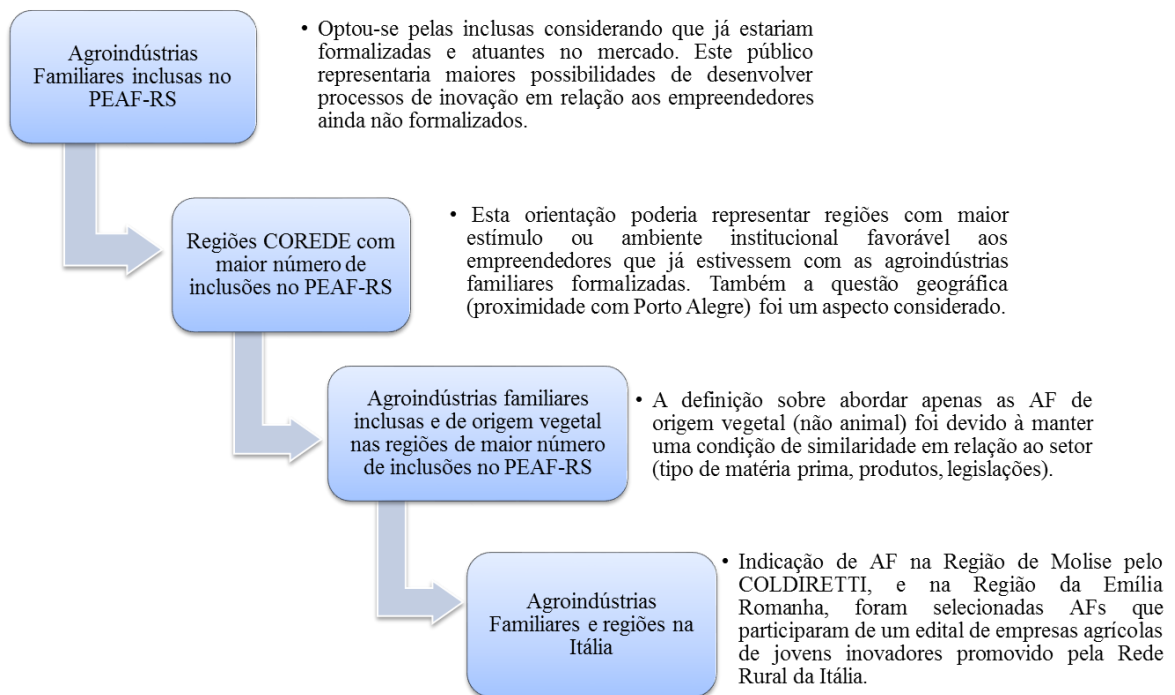 Agroindústrias
Familiares inclusas no
PEAF-RS
• Optou-se pelas inclusas considerando que já estariam
formalizadas e atuantes no mercado. Este público
representaria maiores possibilidades de desenvolver
processos de inovação em relação aos empreendedores
ainda não formalizados.
Regiões COREDE com
maior número de
inclusões no PEAF-RS
• Esta orientação poderia representar regiões com maior
estímulo ou ambiente institucional favorável aos
empreendedores que já estivessem com as agroindústrias
familiares formalizadas. Também a questão geográfica
(proximidade com Porto Alegre) foi um aspecto considerado.
Agroindústrias familiares
inclusas e de origem vegetal
nas regiões de maior número
de inclusões no PEAF-RS
• A definição sobre abordar apenas as AF de
origem vegetal (não animal) foi devido à manter
uma condição de similaridade em relação ao setor
(tipo de matéria prima, produtos, legislações).
Agroindústrias
Familiares e regiões na
Itália
• Indicação de AF na Região de Molise pelo
COLDIRETTI, e na Região da Emília
Romanha, foram selecionadas AFs que
participaram de um edital de empresas agrícolas
de jovens inovadores promovido pela Rede
Rural da Itália.